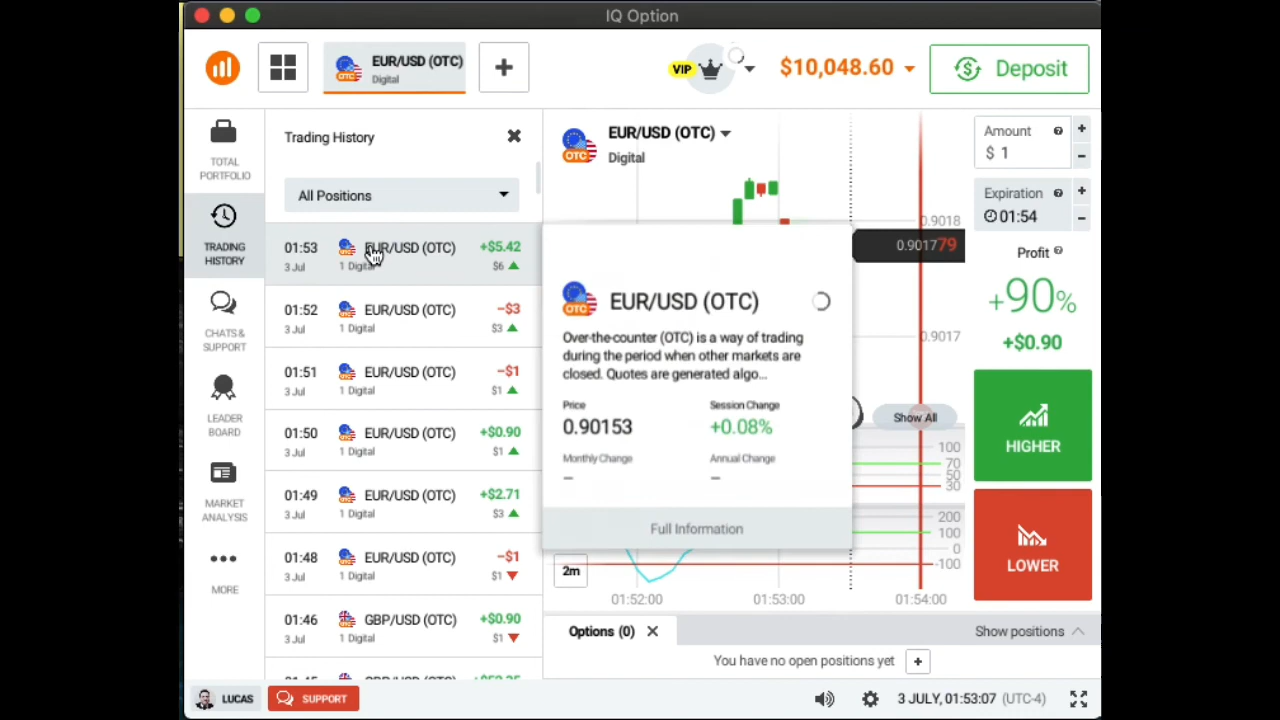 IQ Option
EUR/USD (OTC)
Digital
OTC
VIP
$10,048.60
Deposit
TOTAL
PORTFOLIO
TRADING
HISTORY
CHATS &
SUPPORT
LEADER
BOARD
MARKET
ANALYSIS
MORE
Trading History
All Positions
01:53 EUR/USD (OTC) +$5.42
3 Jul 1 Digital $6
01:52 EUR/USD (OTC) -$3
3 Jul 1 Digital $3
01:51 EUR/USD (OTC) -$1
3 Jul 1 Digital $1
01:50 EUR/USD (OTC) +$0.90
3 Jul 1 Digital $1
01:49 EUR/USD (OTC) +$2.71
3 Jul 1 Digital $3
01:48 EUR/USD (OTC) -$1
3 Jul 1 Digital $1
01:46 GBP/USD (OTC) +$0.90
3 Jul 1 Digital $1
EUR/USD (OTC)
OTC
Digital
0.9018
0.901779
0.9017
OTC
EUR/USD (OTC)
Over-the-counter (OTC) is a way of trading
during the period when other markets are
closed. Quotes are generated algo...
Price Session Change
0.90153 +0.08%
Monthly Change Annual Change
– –
Full Information
Show All
100
70
50
30
200
100
0
-100
2m
01:52:00 01:53:00 01:54:00
Amount
$ 1
+
-
Expiration
01:54
+
-
Profit
+90%
+$0.90
HIGHER
LOWER
Options (0)
Show positions
You have no open positions yet +
LUCAS
SUPPORT
3 JULY, 01:53:07 (UTC-4)